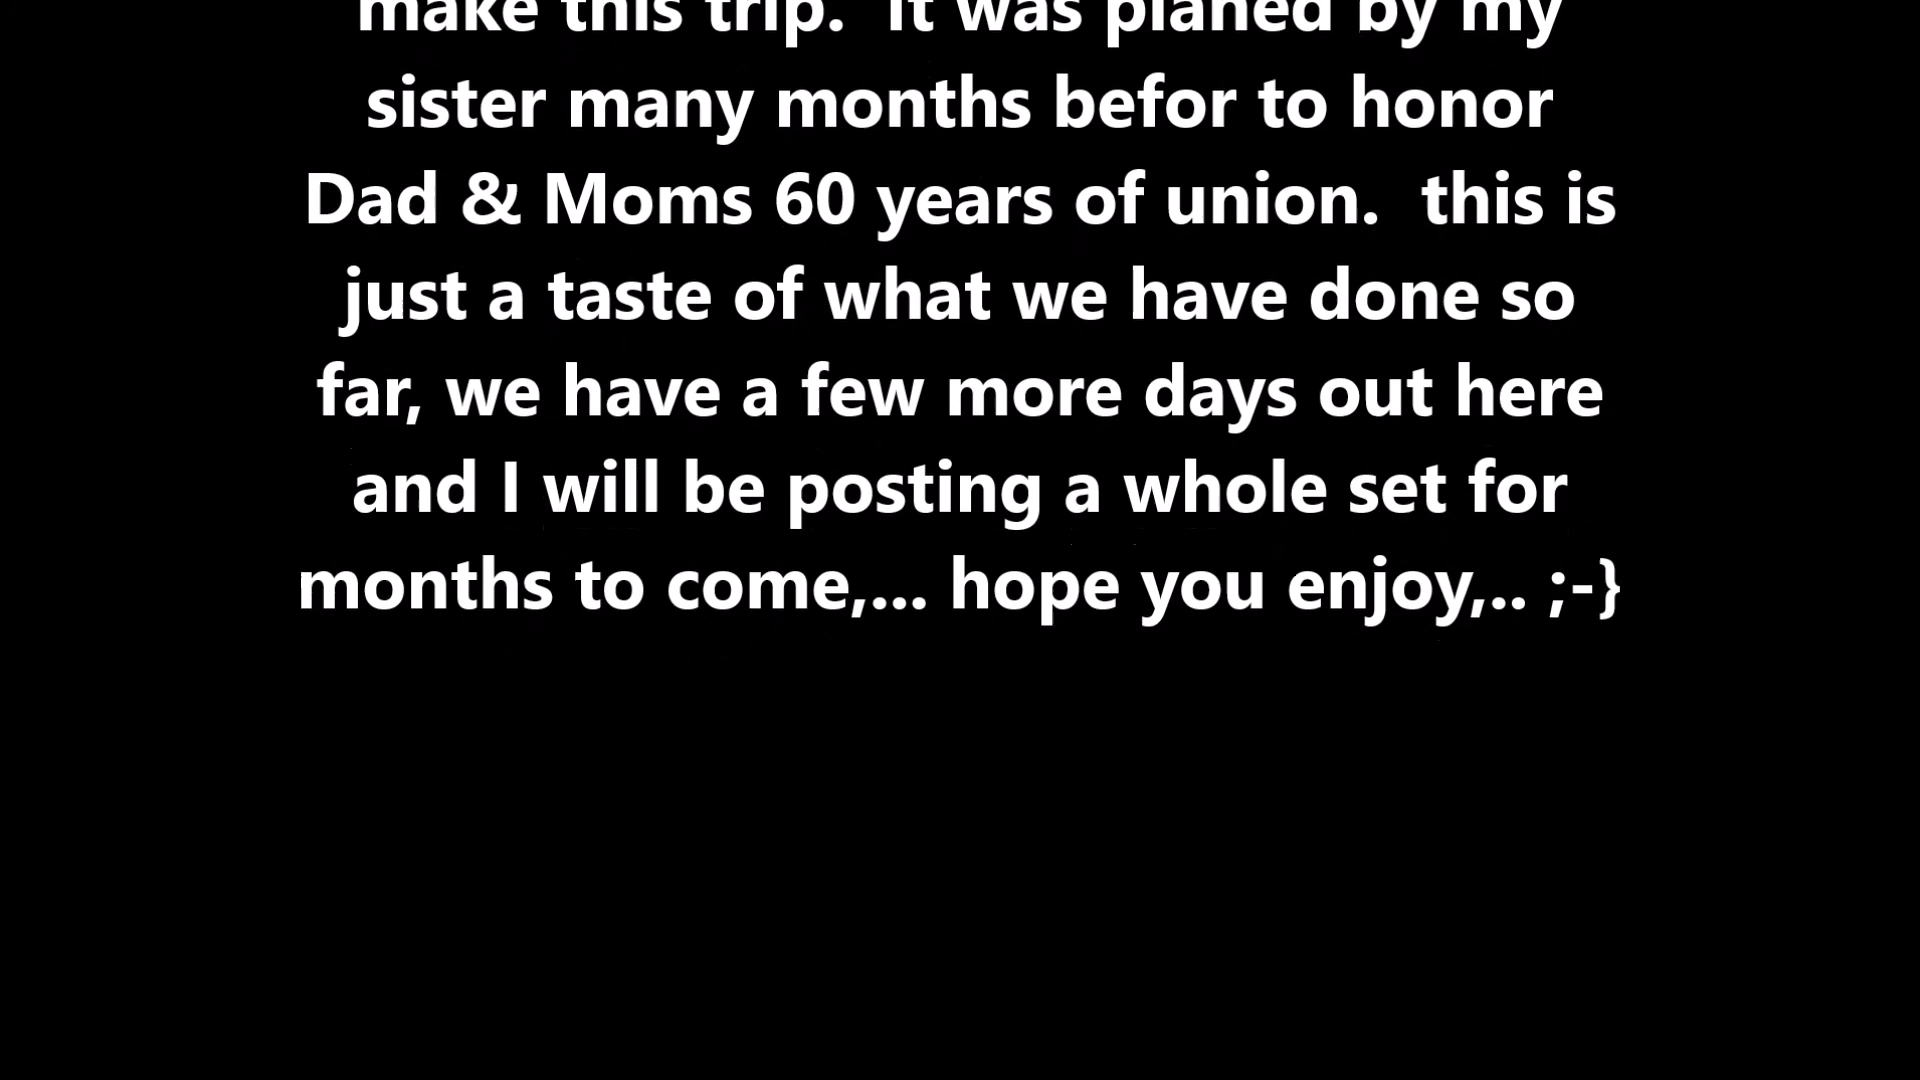 make this trip.  It was planed by my
sister many months befor to honor
Dad & Moms 60 years of union.  this is
just a taste of what we have done so
far, we have a few more days out here
and I will be posting a whole set for
months to come,... hope you enjoy,.. ;-}